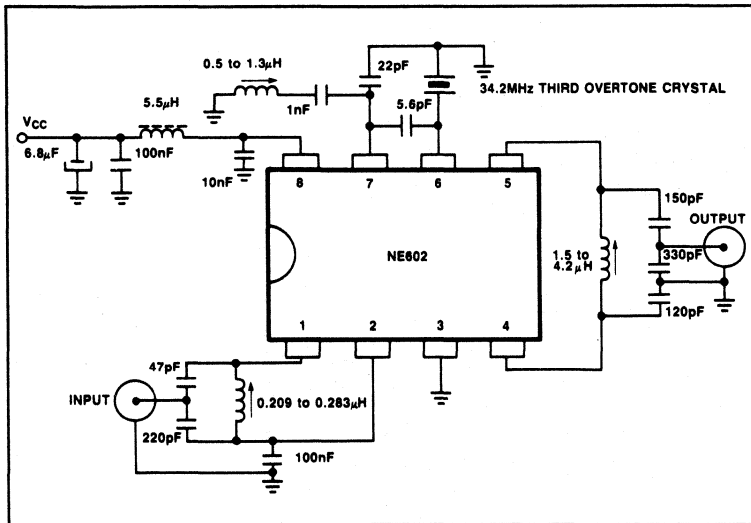 0.5 to 1.3μH
22pF
34.2MHz THIRD OVERTONE CRYSTAL
1nF
5.6pF
5.5μH
VCC
6.8μF
100nF
10nF
8 7 6 5
150pF
OUTPUT
NE602
1.5 to
4.2μH
330pF
120pF
1 2 3 4
47pF
INPUT
0.209 to 0.283μH
220pF
100nF